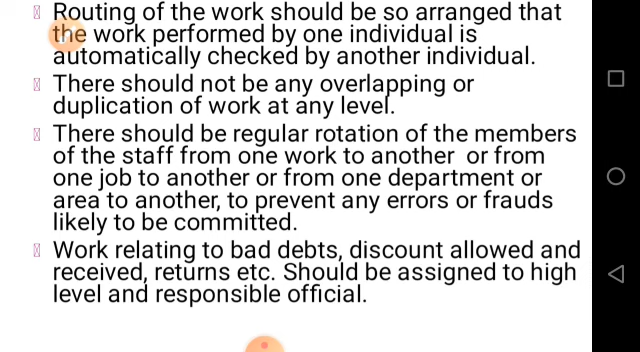 Routing of the work should be so arranged that
the work performed by one individual is
automatically checked by another individual.
There should not be any overlapping or
duplication of work at any level.
There should be regular rotation of the members
of the staff from one work to another or from
one job to another or from one department or
area to another, to prevent any errors or frauds
likely to be committed.
Work relating to bad debts, discount allowed and
received, returns etc. Should be assigned to high
level and responsible official.